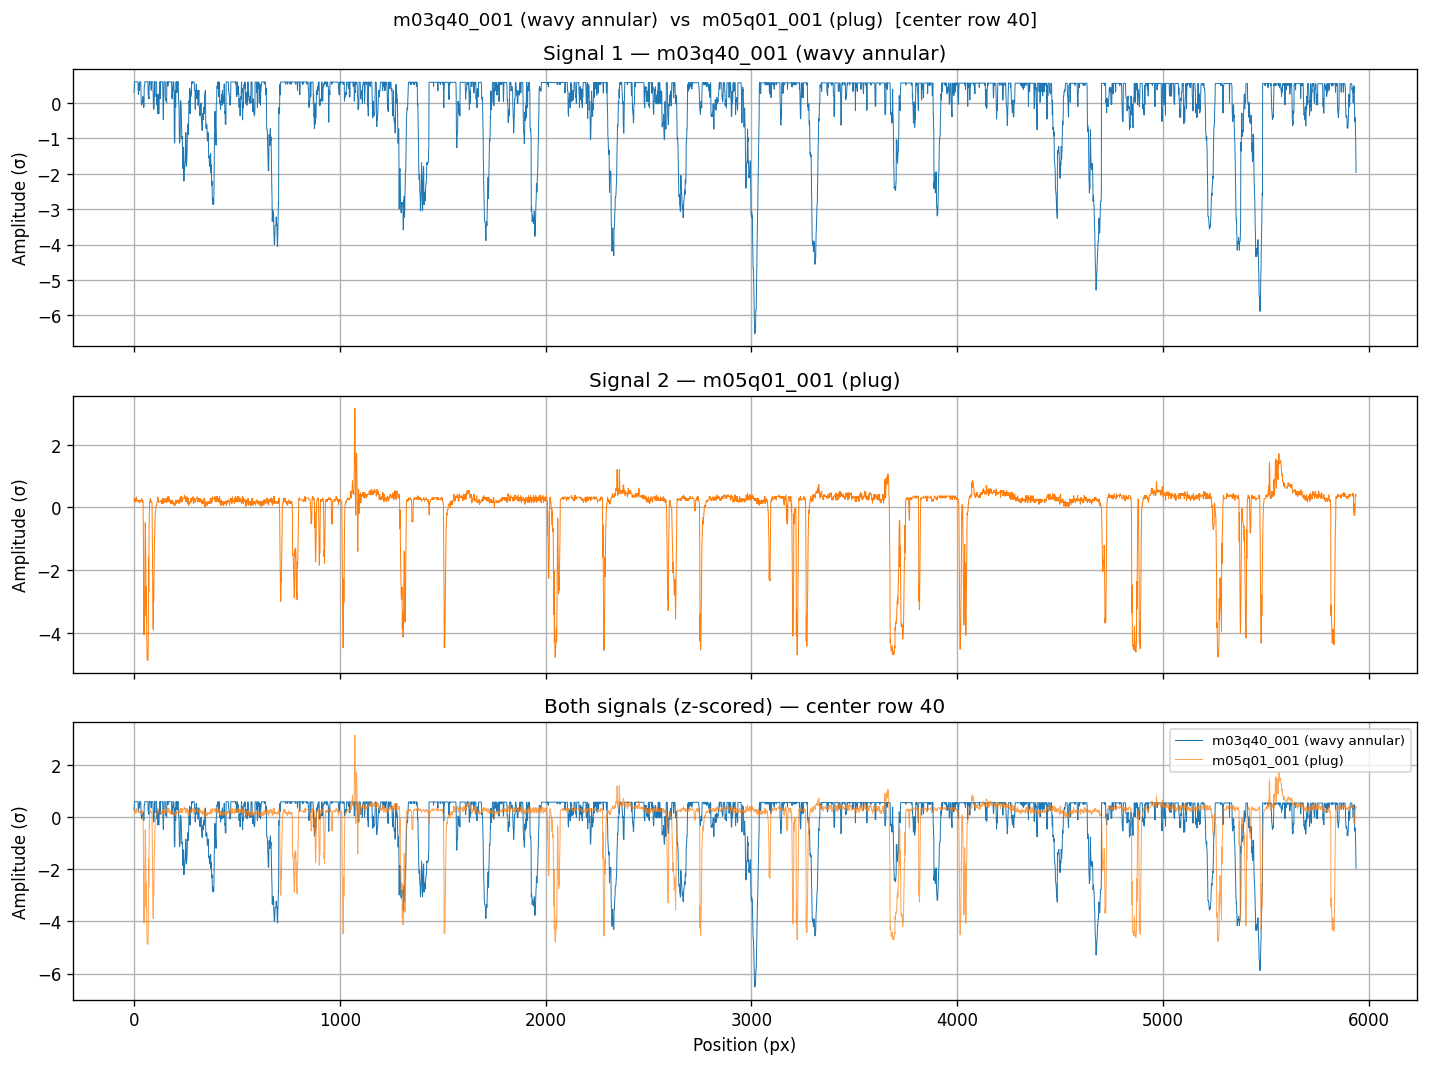 m03q40_001 (wavy annular)  vs  m05q01_001 (plug)  [center row 40]
Signal 1 — m03q40_001 (wavy annular)
Amplitude (σ)
0
−1
−2
−3
−4
−5
−6
Signal 2 — m05q01_001 (plug)
Amplitude (σ)
2
0
−2
−4
Both signals (z-scored) — center row 40
Amplitude (σ)
2
0
−2
−4
−6
m03q40_001 (wavy annular)
m05q01_001 (plug)
0 1000 2000 3000 4000 5000 6000
Position (px)